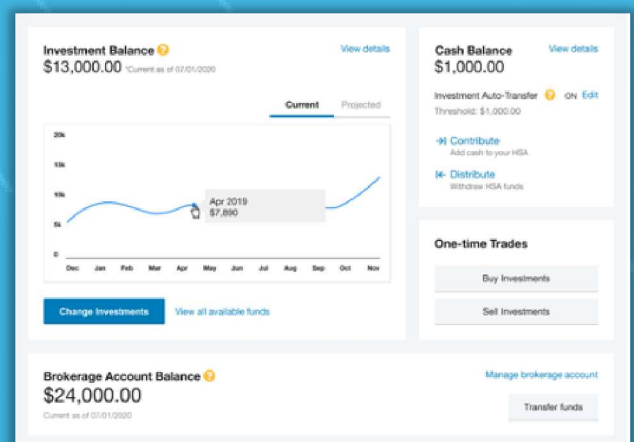 Investment Balance ?
View details
$13,000.00 *Current as of 07/01/2020
Current Projected
20k
15k
10k
5k
0
Apr 2019
$7,890
Dec Jan Feb Mar Apr May Jun Jul Aug Sep Oct Nov
Change Investments View all available funds
Cash Balance View details
$1,000.00
Investment Auto-Transfer ? ON Edit
Threshold: $1,000.00
Contribute
Add cash to your HSA
Distribute
Withdraw HSA funds
One-time Trades
Buy Investments
Sell Investments
Brokerage Account Balance ?
Manage brokerage account
$24,000.00
Current as of 07/01/2020
Transfer funds